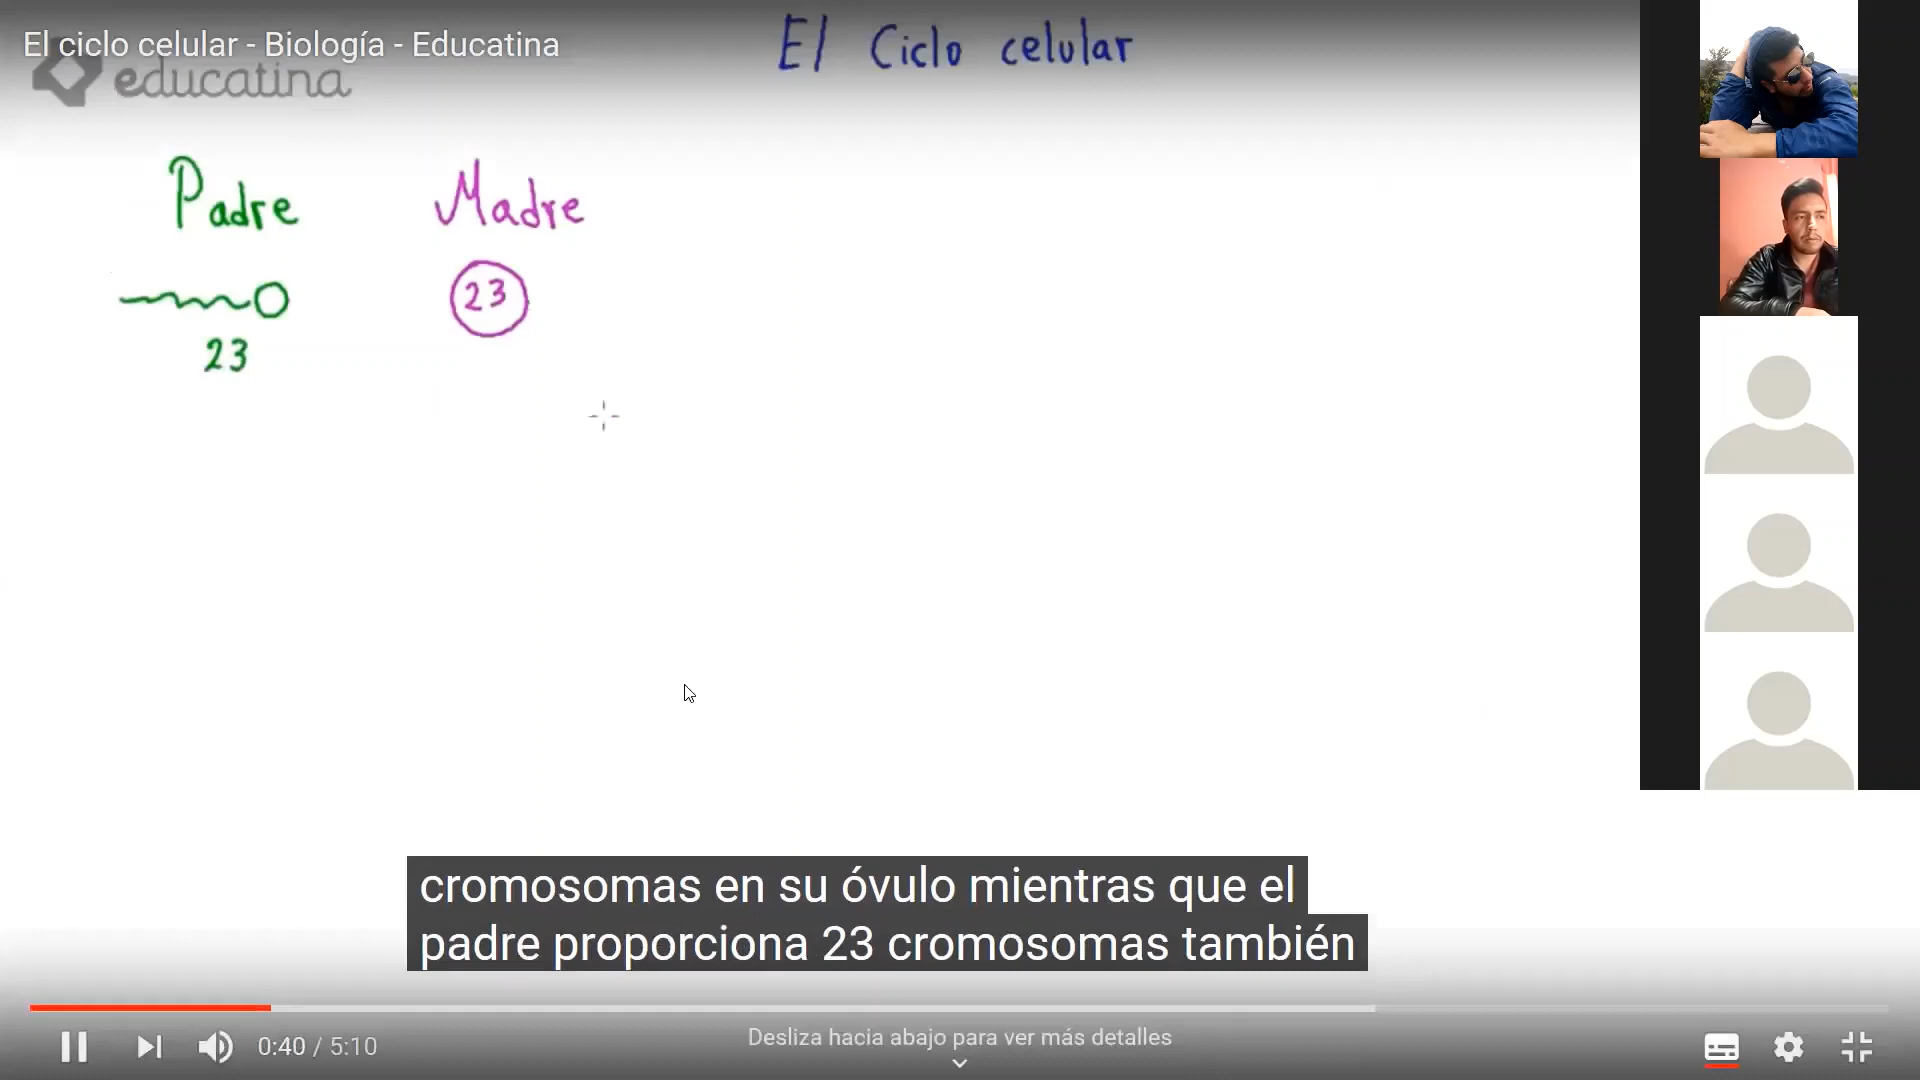 El ciclo celular - Biología - Educatina
educatina
El Ciclo celular
Padre
Madre
23
23
cromosomas en su óvulo mientras que el
padre proporciona 23 cromosomas también
0:40 / 5:10
Desliza hacia abajo para ver más detalles